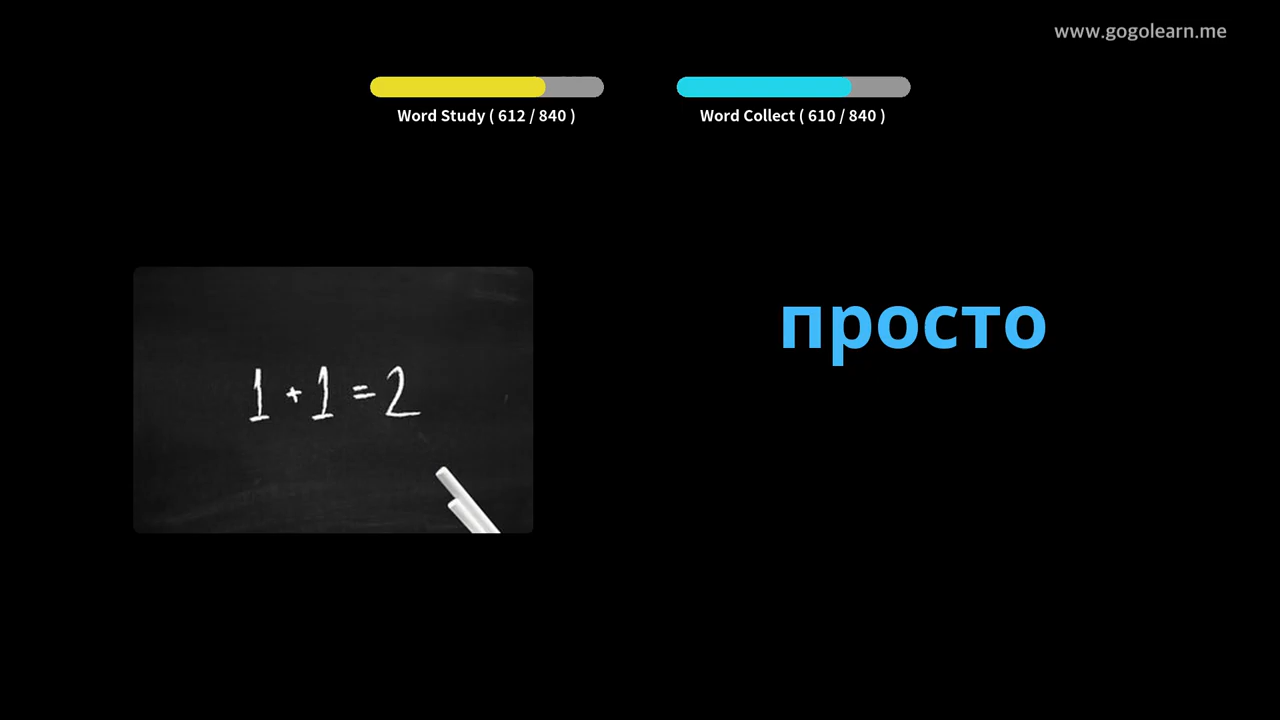 www.gogolearn.me
Word Study ( 612 / 840 )
Word Collect ( 610 / 840 )
1 + 1 = 2
просто